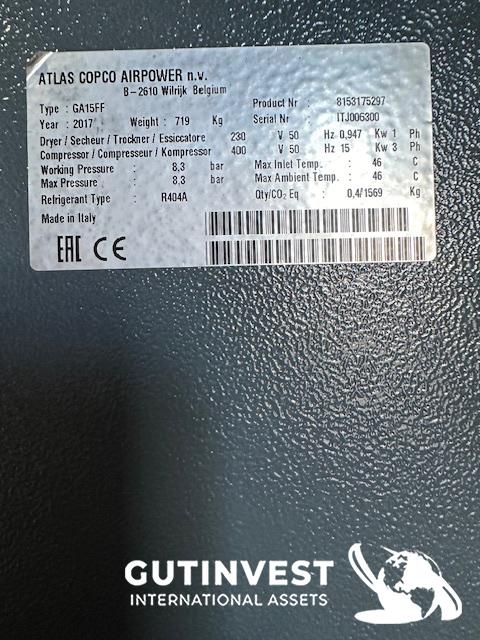 ATLAS COPCO AIRPOWER n.v.
B-2610 Wilrijk Belgium
Type : GA15FF Product Nr : 8153175297
Year : 2017 Weight : 719 Kg Serial Nr : ITJ006300
Dryer / Secheur / Trockner / Essiccatore 230 V 50 Hz 0,947 Kw 1 Ph
Compressor / Compresseur / Kompressor 400 V 50 Hz 15 Kw 3 Ph
Working Pressure : 8,3 bar Max Inlet Temp. : 46 C
Max Pressure : 8,3 bar Max Ambient Temp. : 46 C
Refrigerant Type : R404A Qty/CO₂ Eq : 0,4/1569 Kg
Made in Italy
EAC CE
GUTINVEST
INTERNATIONAL ASSETS